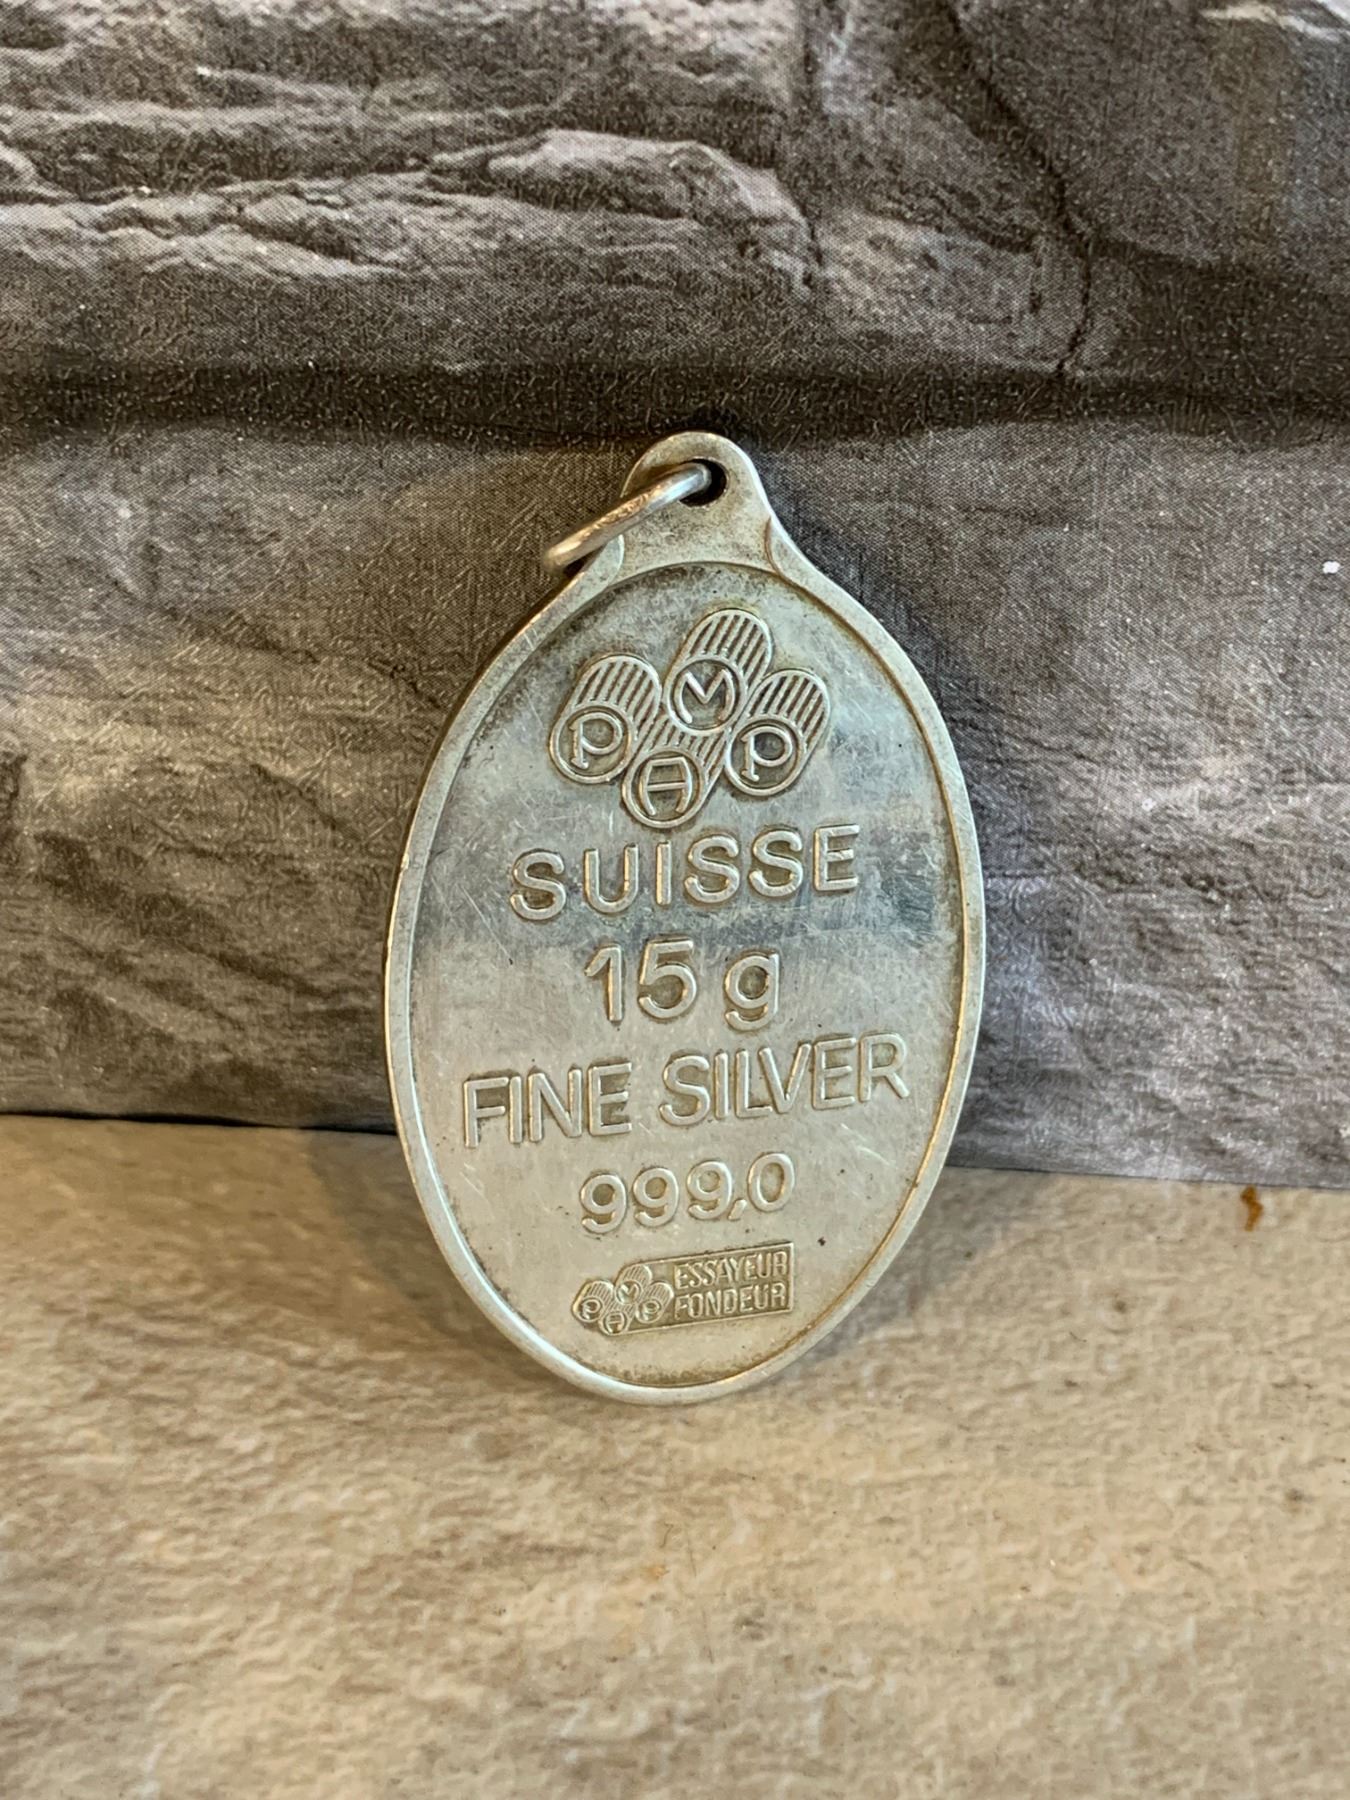 PAMP
SUISSE
15 g
FINE SILVER
999,0
PAMP ESSAYEUR
FONDEUR